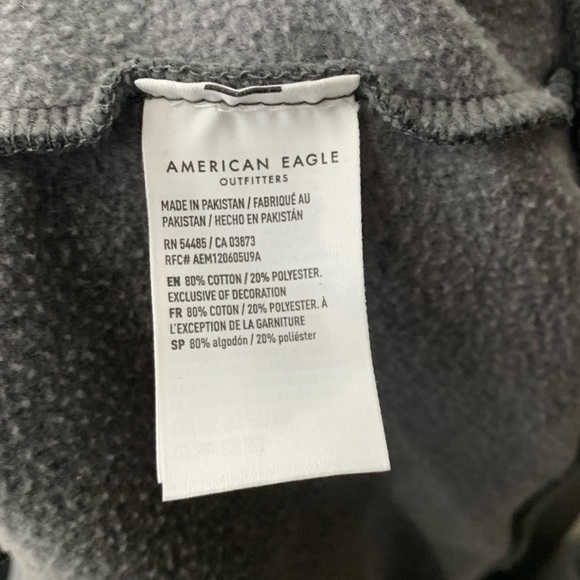 AMERICAN EAGLE
OUTFITTERS
MADE IN PAKISTAN / FABRIQUÉ AU
PAKISTAN / HECHO EN PAKISTÁN
RN 54485 / CA 03873
RFC# AEM120605U9A
EN 80% COTTON / 20% POLYESTER.
EXCLUSIVE OF DECORATION
FR 80% COTON / 20% POLYESTER. À
L'EXCEPTION DE LA GARNITURE
SP 80% algodón / 20% poliéster